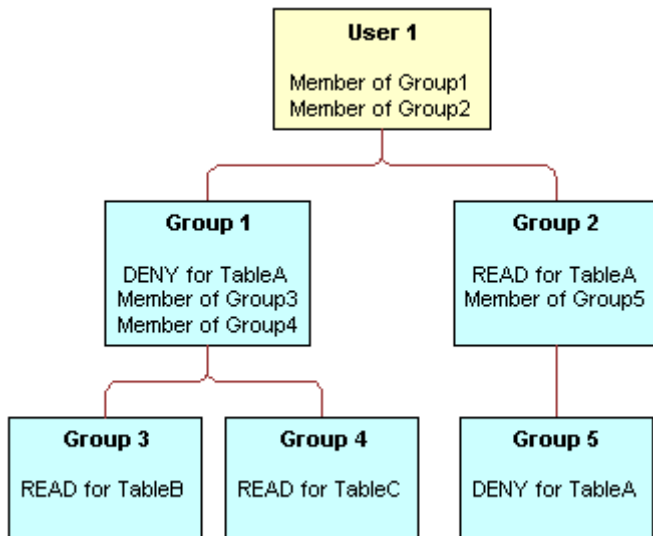 User 1
Member of Group1
Member of Group2
Group 1
DENY for TableA
Member of Group3
Member of Group4
Group 2
READ for TableA
Member of Group5
Group 3
READ for TableB
Group 4
READ for TableC
Group 5
DENY for TableA